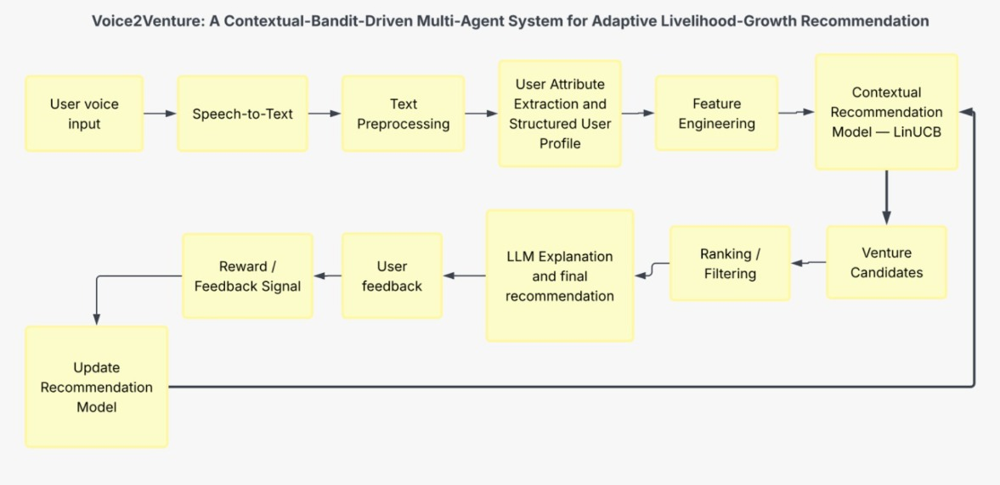 Voice2Venture: A Contextual-Bandit-Driven Multi-Agent System for Adaptive Livelihood-Growth Recommendation
User voice
input
Speech-to-Text
Text
Preprocessing
User Attribute
Extraction and
Structured User
Profile
Feature
Engineering
Contextual
Recommendation
Model — LinUCB
Venture
Candidates
Ranking /
Filtering
LLM Explanation
and final
recommendation
User
feedback
Reward /
Feedback Signal
Update
Recommendation
Model